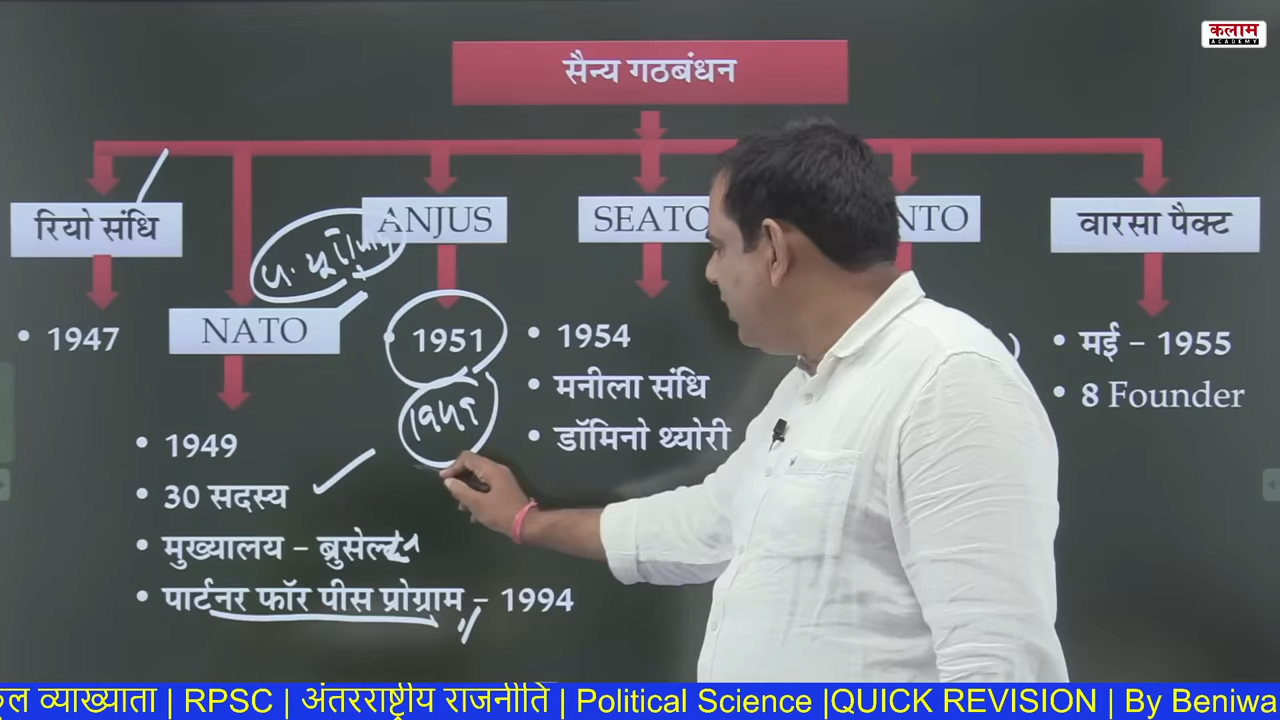 कलाम
ACADEMY
सैन्य गठबंधन
रियो संधि
ANJUS
SEATO
NTO
वारसा पैक्ट
NATO
• 1947
1951
• 1954
• मई – 1955
• मनीला संधि
• 8 Founder
• डॉमिनो थ्योरी
• 1949
• 30 सदस्य
• मुख्यालय –
• पार्टनर फॉर पीस प्रोग्राम – 1994
व्याख्याता | RPSC | अंतरराष्ट्रीय राजनीति | Political Science |QUICK REVISION | By Beniwa